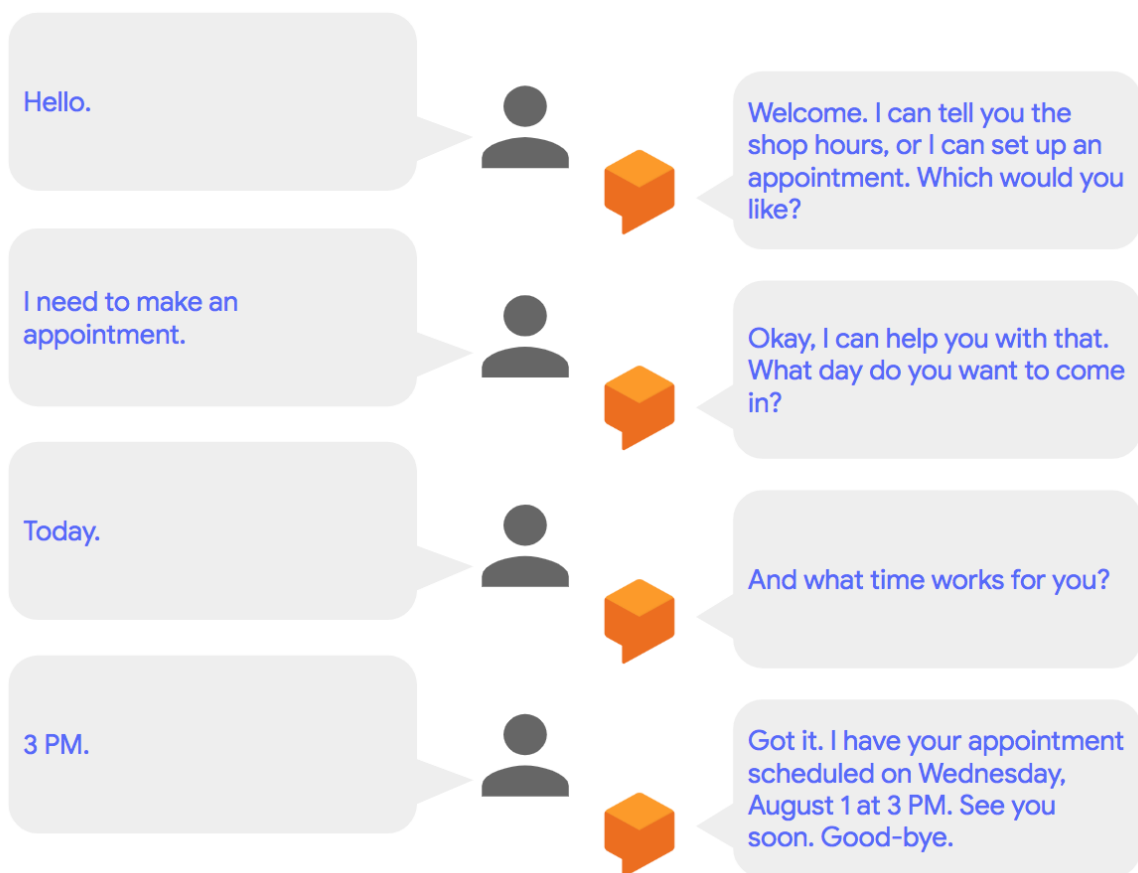 Hello.
Welcome. I can tell you the
shop hours, or I can set up an
appointment. Which would you
like?
I need to make an
appointment.
Okay, I can help you with that.
What day do you want to come
in?
Today.
And what time works for you?
3 PM.
Got it. I have your appointment
scheduled on Wednesday,
August 1 at 3 PM. See you
soon. Good-bye.